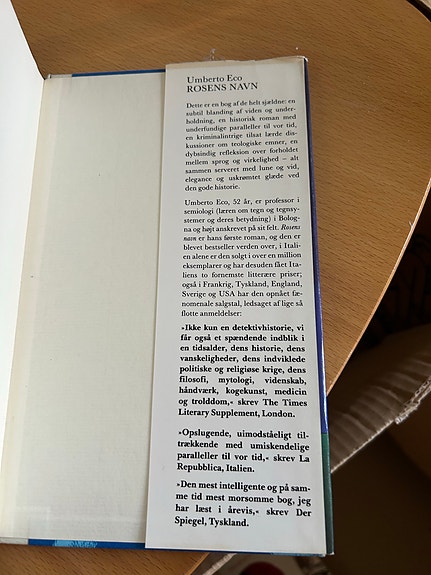 Umberto Eco
ROSENS NAVN
Dette er en bog af de helt sjældne: en
subtil blanding af viden og under-
holdning, en historisk roman med
underfundige paralleller til vor tid,
en kriminalintrige tilsat lærde dis-
kussioner om teologiske emner, en
dybsindig refleksion over forholdet
mellem sprog og virkelighed – alt
sammen serveret med lune og vid,
elegance og uskrømtet glæde ved
den gode historie.
Umberto Eco, 52 år, er professor i
semiologi (læren om tegn og tegnsy-
stemer og deres betydning) i Bolog-
na og højt anskrevet på sit felt. Rosens
navn er hans første roman, og den er
blevet bestseller verden over, i Itali-
en alene er den solgt i over en million
eksemplarer og har desuden fået Ita-
liens to fornemste litterære priser;
også i Frankrig, Tyskland, England,
Sverige og USA har den opnået fæ-
nomenale salgstal, ledsaget af lige så
flotte anmeldelser:
»Ikke kun en detektivhistorie, vi
får også et spændende indblik i
en tidsalder, dens historie, dens
vanskeligheder, dens indviklede
politiske og religiøse krige, dens
filosofi, mytologi, videnskab,
håndværk, kogekunst, medicin
og trolddom,« skrev The Times
Literary Supplement, London.
»Opslugende, uimodståeligt til-
trækkende med umiskendelige
paralleller til vor tid,« skrev La
Repubblica, Italien.
»Den mest intelligente og på sam-
me tid mest morsomme bog, jeg
har læst i årevis,« skrev Der
Spiegel, Tyskland.